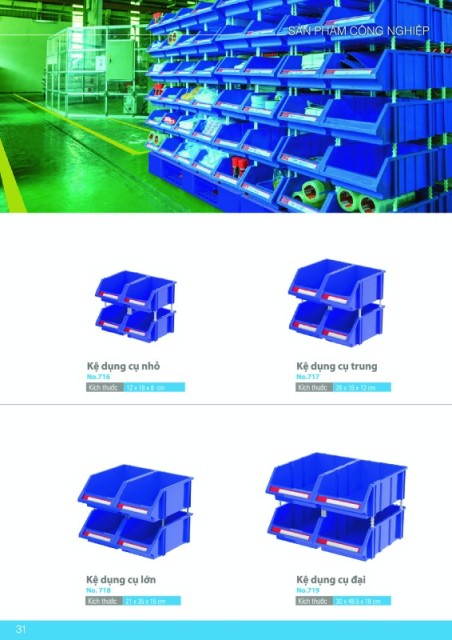 SẢN PHẨM CÔNG NGHIỆP
Kệ dụng cụ nhỏ
No.716
Kích thước 12 x 18 x 8 cm
Kệ dụng cụ trung
No.717
Kích thước 26 x 16 x 12 cm
Kệ dụng cụ lớn
No. 718
Kích thước 21 x 35 x 15 cm
Kệ dụng cụ đại
No.719
Kích thước 30 x 49.5 x 18 cm
31